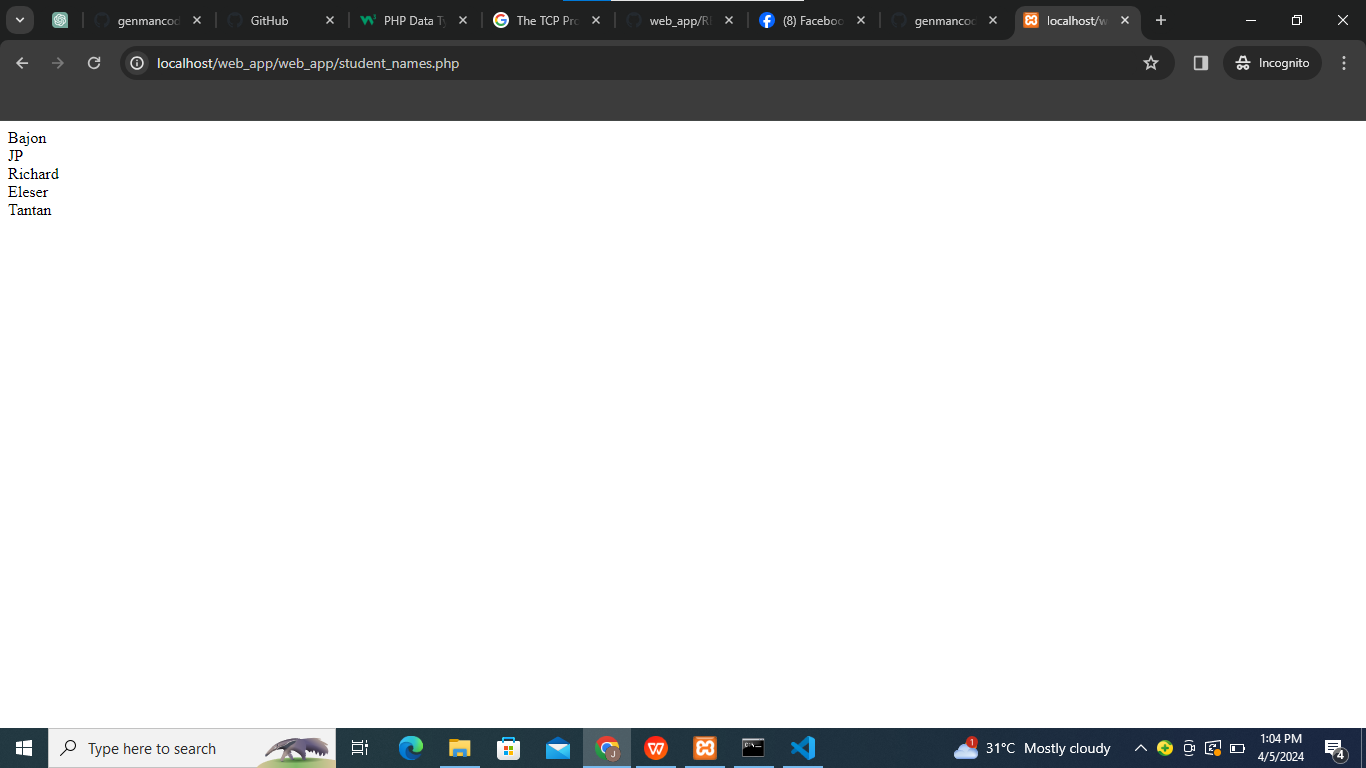 genmancod
GitHub
PHP Data Ty
The TCP Pro
web_app/R
(8) Faceboo
genmancod
localhost/w
localhost/web_app/web_app/student_names.php
Incognito
Bajon
JP
Richard
Eleser
Tantan
Type here to search
1
31°C Mostly cloudy
1:04 PM
4/5/2024
4